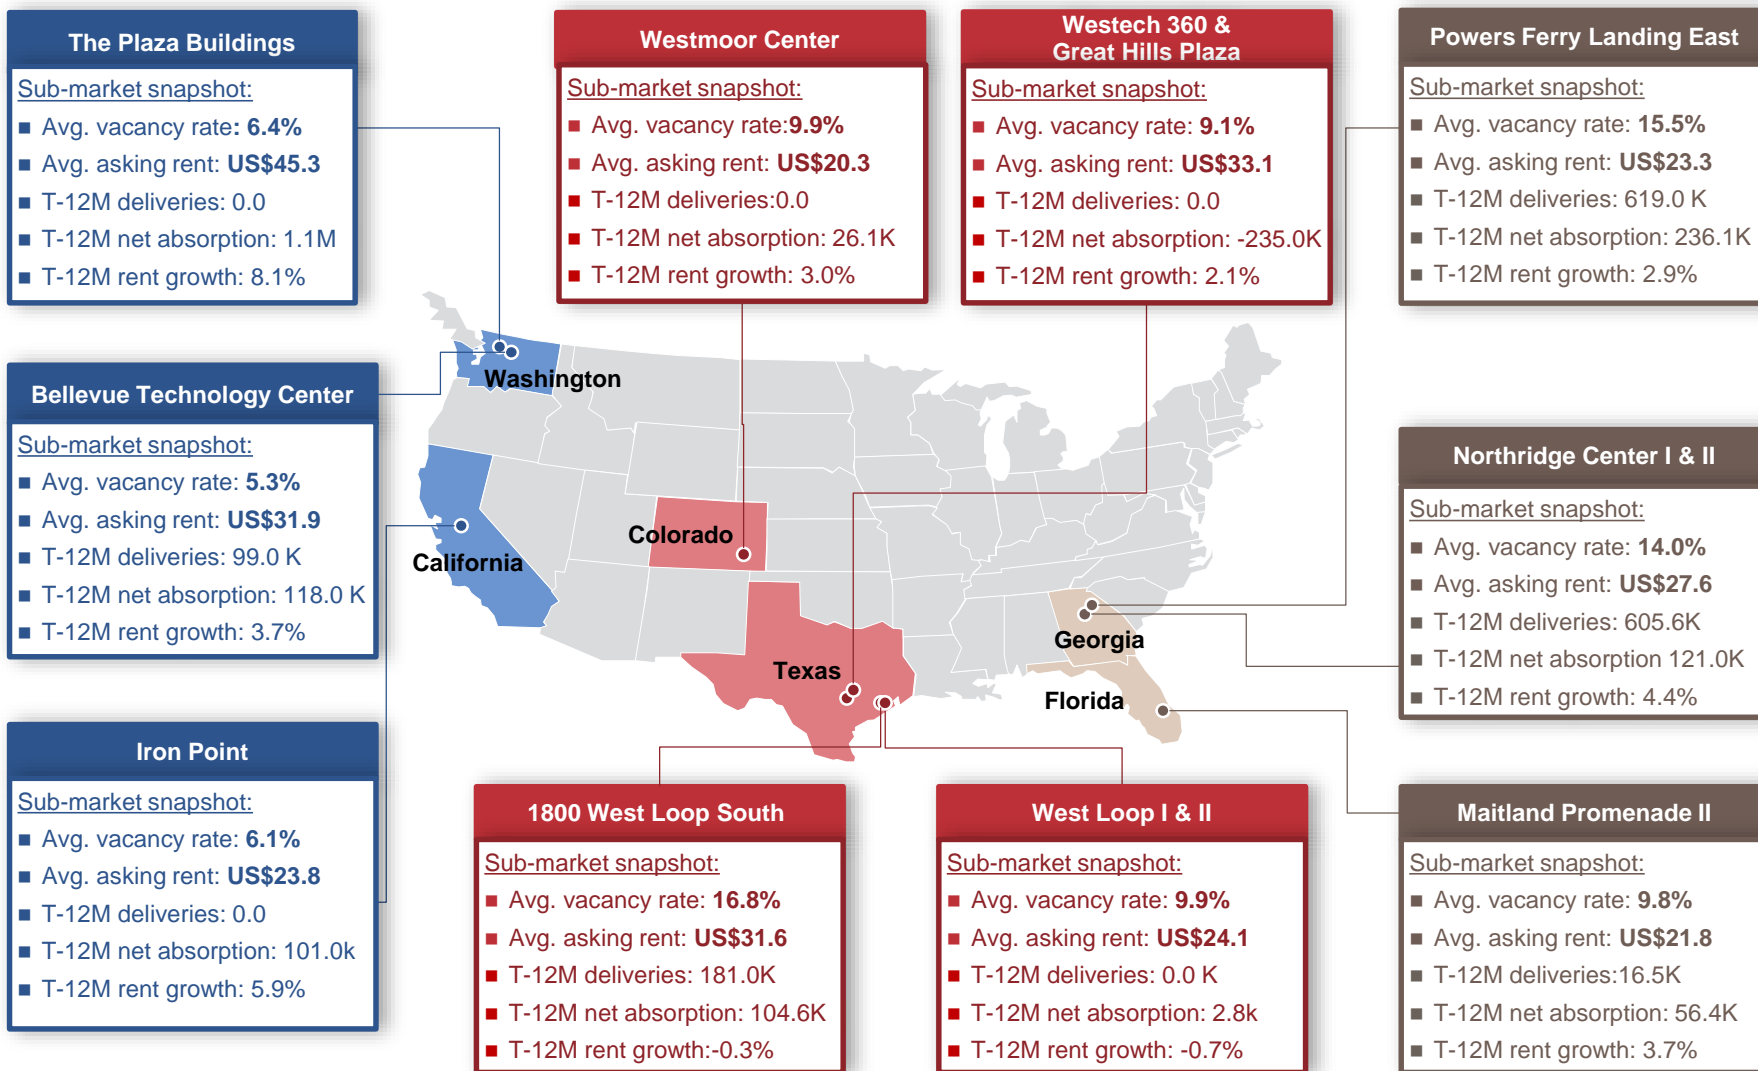 The Plaza Buildings
Sub-market snapshot:
Avg. vacancy rate: 6.4%
Avg. asking rent: US$45.3
T-12M deliveries: 0.0
T-12M net absorption: 1.1M
T-12M rent growth: 8.1%
Westmoor Center
Sub-market snapshot:
Avg. vacancy rate:9.9%
Avg. asking rent: US$20.3
T-12M deliveries:0.0
T-12M net absorption: 26.1K
T-12M rent growth: 3.0%
Westech 360 &
Great Hills Plaza
Sub-market snapshot:
Avg. vacancy rate: 9.1%
Avg. asking rent: US$33.1
T-12M deliveries: 0.0
T-12M net absorption: -235.0K
T-12M rent growth: 2.1%
Powers Ferry Landing East
Sub-market snapshot:
Avg. vacancy rate: 15.5%
Avg. asking rent: US$23.3
T-12M deliveries: 619.0 K
T-12M net absorption: 236.1K
T-12M rent growth: 2.9%
Bellevue Technology Center
Sub-market snapshot:
Avg. vacancy rate: 5.3%
Avg. asking rent: US$31.9
T-12M deliveries: 99.0 K
T-12M net absorption: 118.0 K
T-12M rent growth: 3.7%
Washington
California
Colorado
Texas
Georgia
Florida
Northridge Center I & II
Sub-market snapshot:
Avg. vacancy rate: 14.0%
Avg. asking rent: US$27.6
T-12M deliveries: 605.6K
T-12M net absorption 121.0K
T-12M rent growth: 4.4%
Iron Point
Sub-market snapshot:
Avg. vacancy rate: 6.1%
Avg. asking rent: US$23.8
T-12M deliveries: 0.0
T-12M net absorption: 101.0k
T-12M rent growth: 5.9%
1800 West Loop South
Sub-market snapshot:
Avg. vacancy rate: 16.8%
Avg. asking rent: US$31.6
T-12M deliveries: 181.0K
T-12M net absorption: 104.6K
T-12M rent growth:-0.3%
West Loop I & II
Sub-market snapshot:
Avg. vacancy rate: 9.9%
Avg. asking rent: US$24.1
T-12M deliveries: 0.0 K
T-12M net absorption: 2.8k
T-12M rent growth: -0.7%
Maitland Promenade II
Sub-market snapshot:
Avg. vacancy rate: 9.8%
Avg. asking rent: US$21.8
T-12M deliveries:16.5K
T-12M net absorption: 56.4K
T-12M rent growth: 3.7%